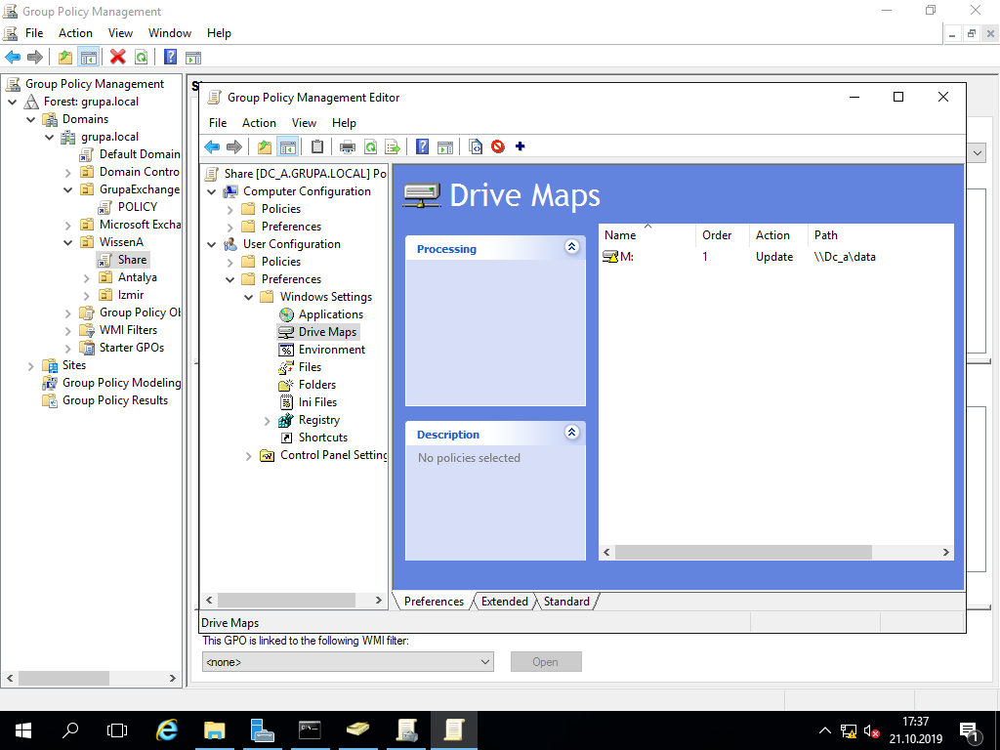 Group Policy Management
File Action View Window Help
Group Policy Management
Forest: grupa.local
Domains
grupa.local
Default Domain
Domain Contro
GrupaExchange
POLICY
Microsoft Excha
WissenA
Share
Antalya
Izmir
Group Policy Ob
WMI Filters
Starter GPOs
Sites
Group Policy Modeling
Group Policy Results
Group Policy Management Editor
File Action View Help
Share [DC_A.GRUPA.LOCAL] Po
Computer Configuration
Policies
Preferences
User Configuration
Policies
Preferences
Windows Settings
Applications
Drive Maps
Environment
Files
Folders
Ini Files
Registry
Shortcuts
Control Panel Setting
Drive Maps
Processing
Description
No policies selected
Name Order Action Path
M: 1 Update \\Dc_a\data
Preferences Extended Standard
Drive Maps
This GPO is linked to the following WMI filter:
<none> Open
17:37
21.10.2019
1